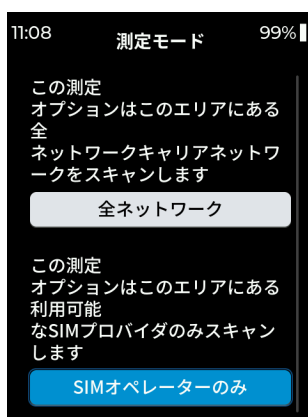 11:08
測定モード
99%
この測定
オプションはこのエリアにある
全
ネットワークキャリアネットワ
ークをスキャンします
全ネットワーク
この測定
オプションはこのエリアにある
利用可能
なSIMプロバイダのみスキャン
します
SIMオペレーターのみ